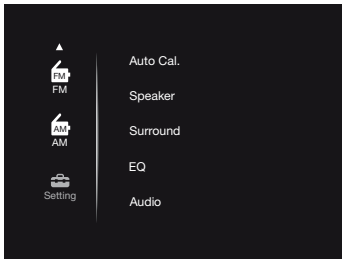 FM
FM
AM
AM
Setting
Auto Cal.
Speaker
Surround
EQ
Audio